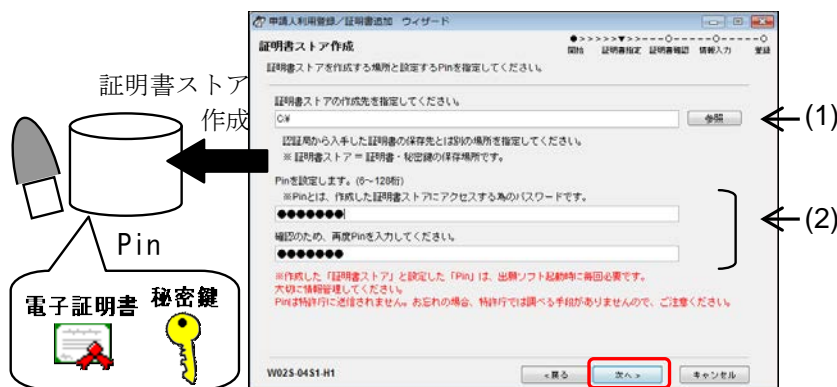 申請人利用登録／証明書追加 ウィザード
証明書ストア作成
●>>>>>▼>>---○-----○-----○
開始 証明書指定 証明書確認 情報入力 登録
証明書ストアを作成する場所と設定するPinを指定してください。
証明書ストア
作成
証明書ストアの作成先を指定してください。
C:¥
参照
(1)
認証局から入手した証明書の保存先とは別の場所を指定してください。
※ 証明書ストア = 証明書・秘密鍵の保存場所です。
Pinを設定します。(6～128桁)
※Pinとは、作成した証明書ストアにアクセスする為のパスワードです。
●●●●●●●
(2)
確認のため、再度Pinを入力してください。
●●●●●●●
Pin
電子証明書 秘密鍵
※作成した「証明書ストア」と設定した「Pin」は、出願ソフト起動時に毎回必要です。
大切に情報管理してください。
Pinは特許庁に送信されません。お忘れの場合、特許庁では調べる手段がありませんので、ご注意ください。
W02S-04S1-H1
<戻る
次へ>
キャンセル